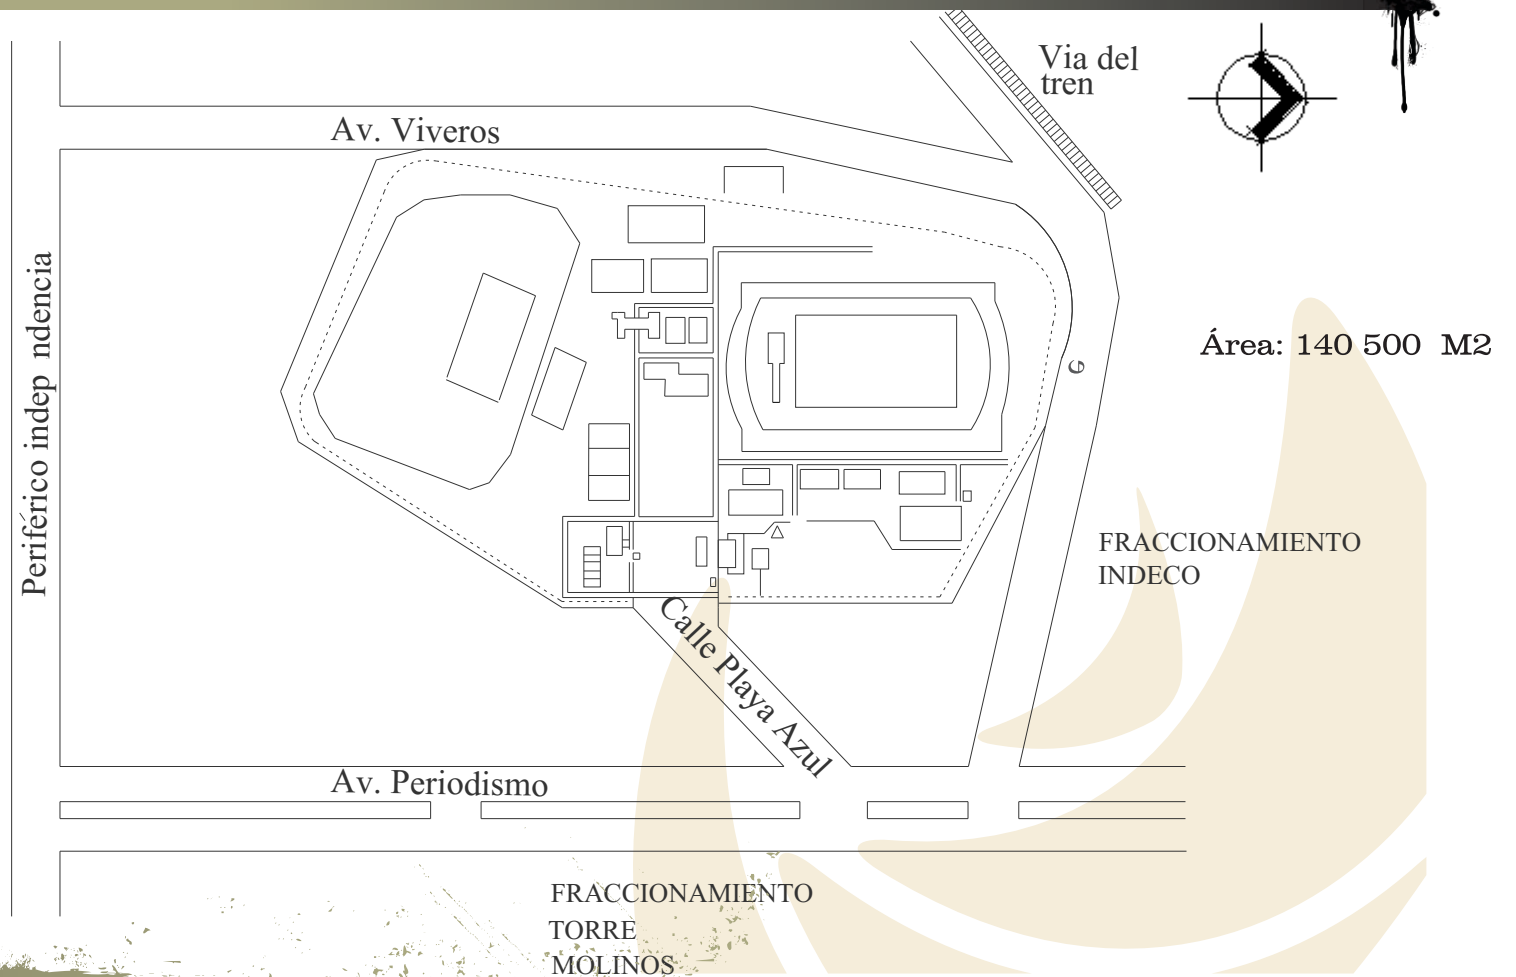 Via del
tren
Av. Viveros
Periférico indep ndencia
Área: 140 500 M2
FRACCIONAMIENTO
INDECO
Calle Playa Azul
Av. Periodismo
FRACCIONAMIENTO
TORRE
MOLINOS